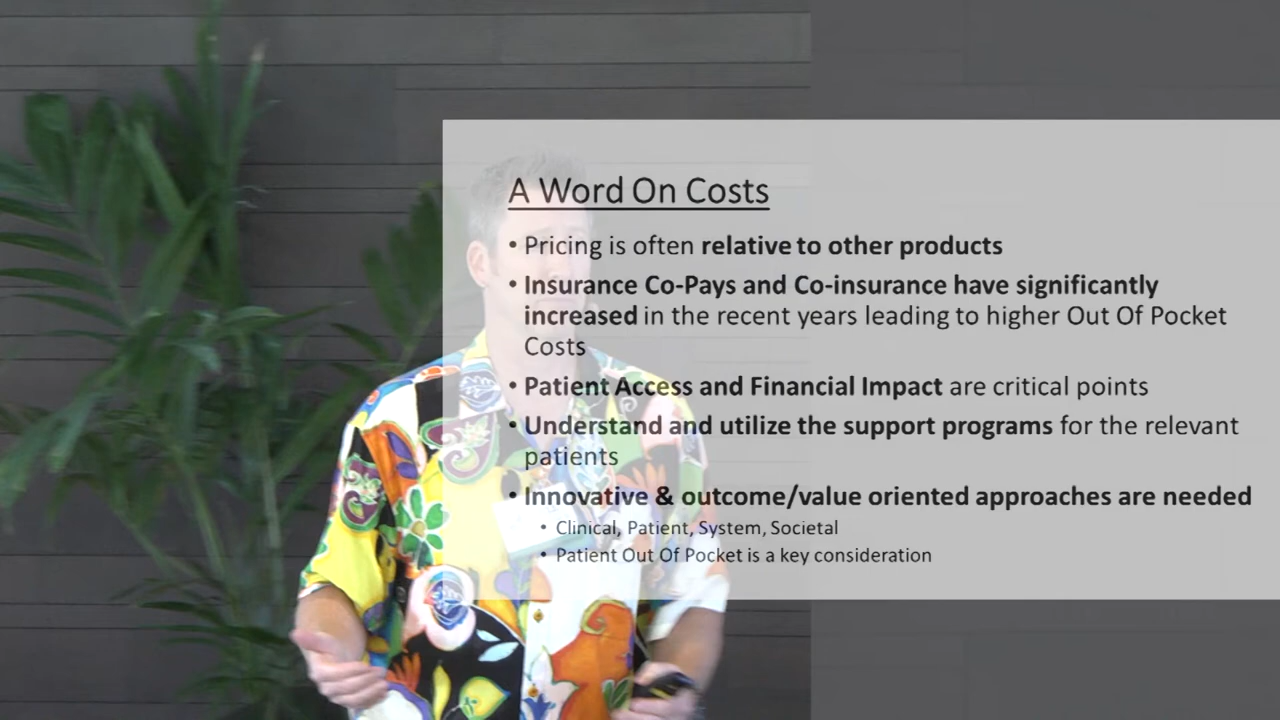 A Word On Costs
• Pricing is often relative to other products
• Insurance Co-Pays and Co-insurance have significantly
increased in the recent years leading to higher Out Of Pocket
Costs
• Patient Access and Financial Impact are critical points
• Understand and utilize the support programs for the relevant
patients
• Innovative & outcome/value oriented approaches are needed
• Clinical, Patient, System, Societal
• Patient Out Of Pocket is a key consideration